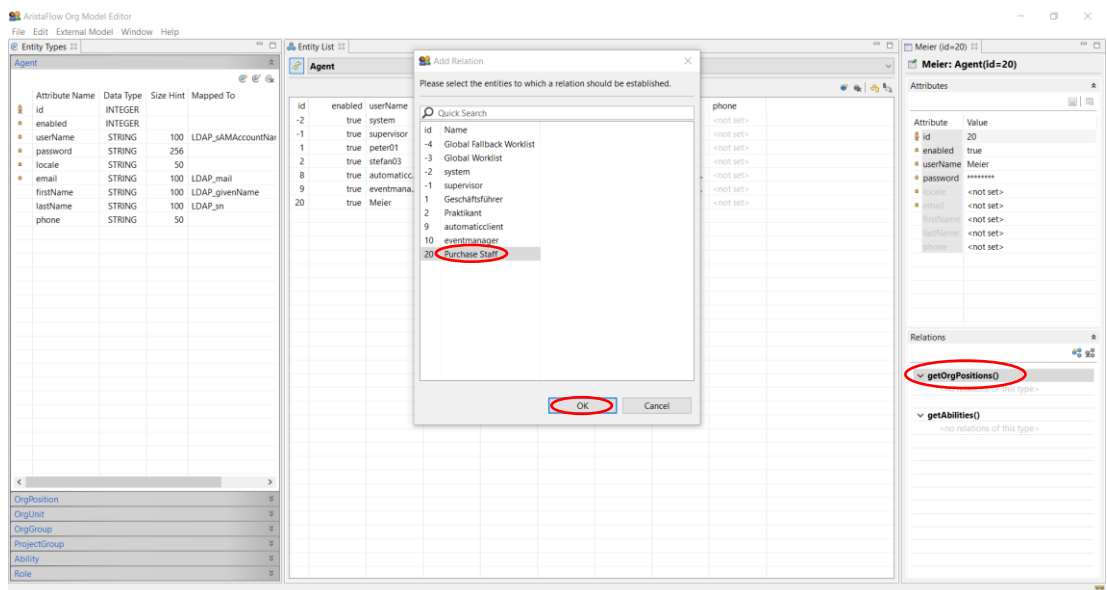 AristaFlow Org Model Editor
File Edit External Model Window Help
Entity Types
Agent
Attribute Name Data Type Size Hint Mapped To
id INTEGER
enabled INTEGER
userName STRING 100 LDAP_sAMAccountNar
password STRING 256
locale STRING 50
email STRING 100 LDAP_mail
firstName STRING 100 LDAP_givenName
lastName STRING 100 LDAP_sn
phone STRING 50
OrgPosition
OrgUnit
OrgGroup
ProjectGroup
Ability
Role
Entity List
Agent
id enabled userName phone
-2 true system <not set>
-1 true supervisor <not set>
1 true peter01 <not set>
2 true stefan03 <not set>
8 true automaticc. <not set>
9 true eventmana. <not set>
20 true Meier <not set>
Add Relation
Please select the entities to which a relation should be established.
Quick Search
id Name
-4 Global Fallback Worklist
-3 Global Worklist
-2 system
-1 supervisor
1 Geschäftsführer
2 Praktikant
9 automaticclient
10 eventmanager
20 Purchase Staff
OK Cancel
Meier (id=20)
Meier: Agent(id=20)
Attributes
Attribute Value
id 20
enabled true
userName Meier
password ********
locale <not set>
email <not set>
firstName <not set>
lastName <not set>
phone <not set>
Relations
getOrgPositions()
<no relations of this type>
getAbilities()
<no relations of this type>